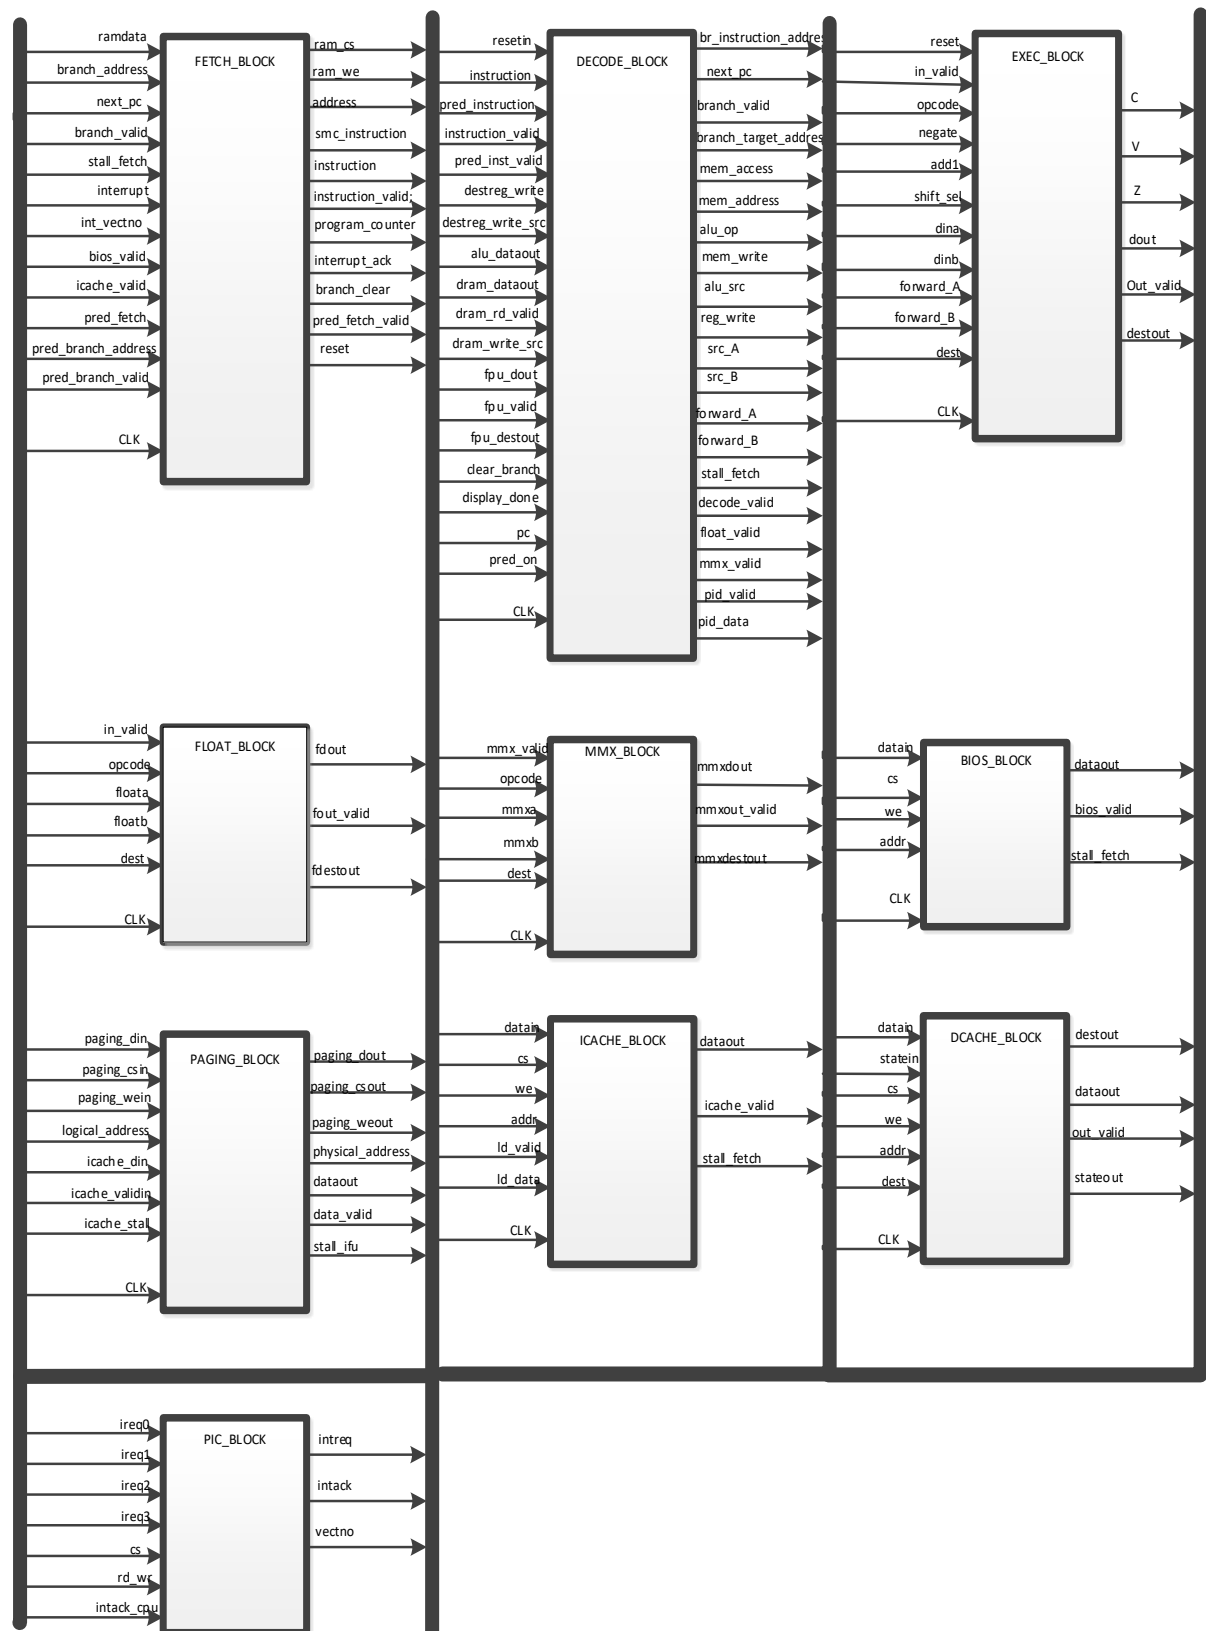 FETCH_BLOCK
ramdata
branch_address
next_pc
branch_valid
stall_fetch
interrupt
int_vectno
bios_valid
icache_valid
pred_fetch
pred_branch_address
pred_branch_valid
CLK
ram_cs
ram_we
address
smc_instruction
instruction
instruction_valid;
program_counter
interrupt_ack
branch_clear
pred_fetch_valid
reset
DECODE_BLOCK
resetin
instruction
pred_instruction
instruction_valid
pred_inst_valid
destreg_write
destreg_write_src
alu_dataout
dram_dataout
dram_rd_valid
dram_write_src
fpu_dout
fpu_valid
fpu_destout
clear_branch
display_done
pc
pred_on
CLK
br_instruction_addre
next_pc
branch_valid
branch_target_addres
mem_access
mem_address
alu_op
mem_write
alu_src
reg_write
src_A
src_B
forward_A
forward_B
stall_fetch
decode_valid
float_valid
mmx_valid
pid_valid
pid_data
EXEC_BLOCK
reset
in_valid
opcode
negate
add1
shift_sel
dina
dinb
forward_A
forward_B
dest
CLK
C
V
Z
dout
Out_valid
destout
FLOAT_BLOCK
in_valid
opcode
floata
floatb
dest
CLK
fdout
fout_valid
fdestout
MMX_BLOCK
mmx_valid
opcode
mmxa
mmxb
dest
CLK
mmxdout
mmxout_valid
mmxdestout
BIOS_BLOCK
datain
cs
we
addr
CLK
dataout
bios_valid
stall_fetch
PAGING_BLOCK
paging_din
paging_csin
paging_wein
logical_address
icache_din
icache_validin
icache_stall
CLK
paging_dout
paging_csout
paging_weout
physical_address
dataout
data_valid
stall_ifu
ICACHE_BLOCK
datain
cs
we
addr
ld_valid
ld_data
CLK
dataout
icache_valid
stall_fetch
DCACHE_BLOCK
datain
statein
cs
we
addr
dest
CLK
destout
dataout
out_valid
stateout
PIC_BLOCK
ireq0
ireq1
ireq2
ireq3
cs
rd_wr
intack_cpu
intreq
intack
vectno